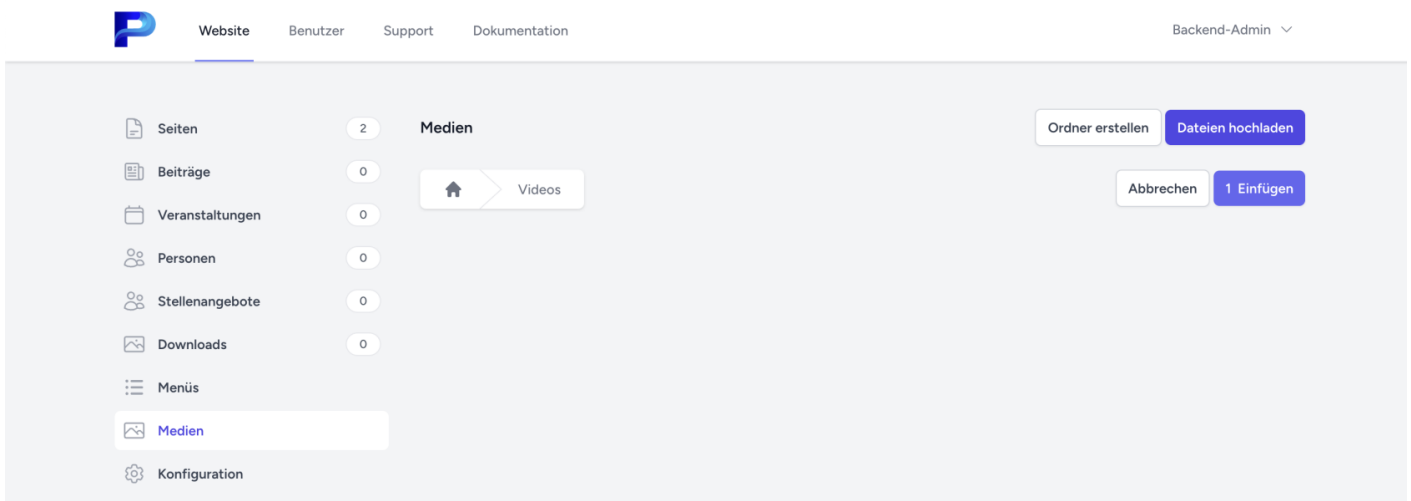 Website Benutzer Support Dokumentation Backend-Admin
Seiten 2
Beiträge 0
Veranstaltungen 0
Personen 0
Stellenangebote 0
Downloads 0
Menüs
Medien
Konfiguration
Medien Ordner erstellen Dateien hochladen
Videos Abbrechen 1 Einfügen